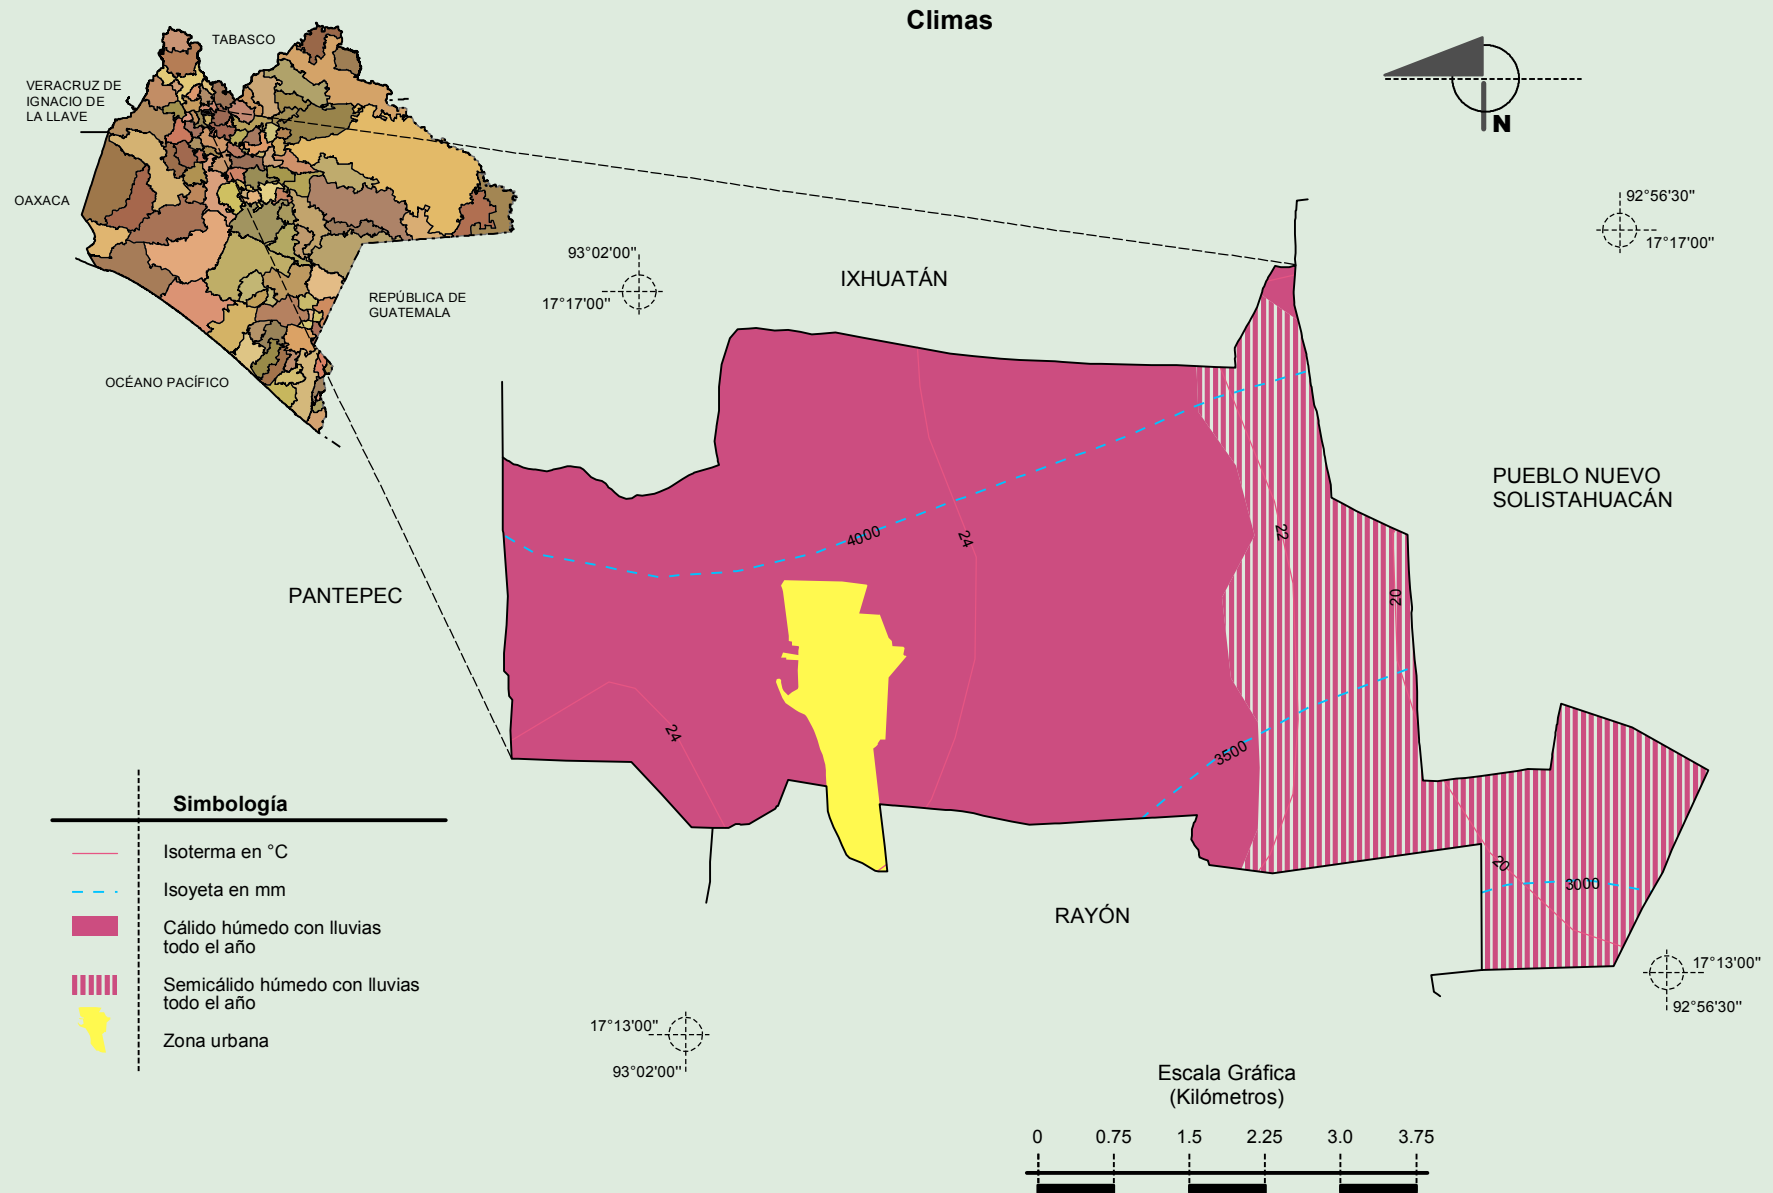 Climas
TABASCO
VERACRUZ DE
IGNACIO DE
LA LLAVE
OAXACA
REPÚBLICA DE
GUATEMALA
OCÉANO PACÍFICO
N
93°02'00"
17°17'00"
92°56'30"
17°17'00"
IXHUATÁN
PUEBLO NUEVO
SOLISTAHUACÁN
PANTEPEC
RAYÓN
4000
24
22
20
24
3500
20
3000
Simbología
Isoterma en °C
Isoyeta en mm
Cálido húmedo con lluvias
todo el año
Semicálido húmedo con lluvias
todo el año
Zona urbana
17°13'00"
93°02'00"
17°13'00"
92°56'30"
Escala Gráfica
(Kilómetros)
0 0.75 1.5 2.25 3.0 3.75